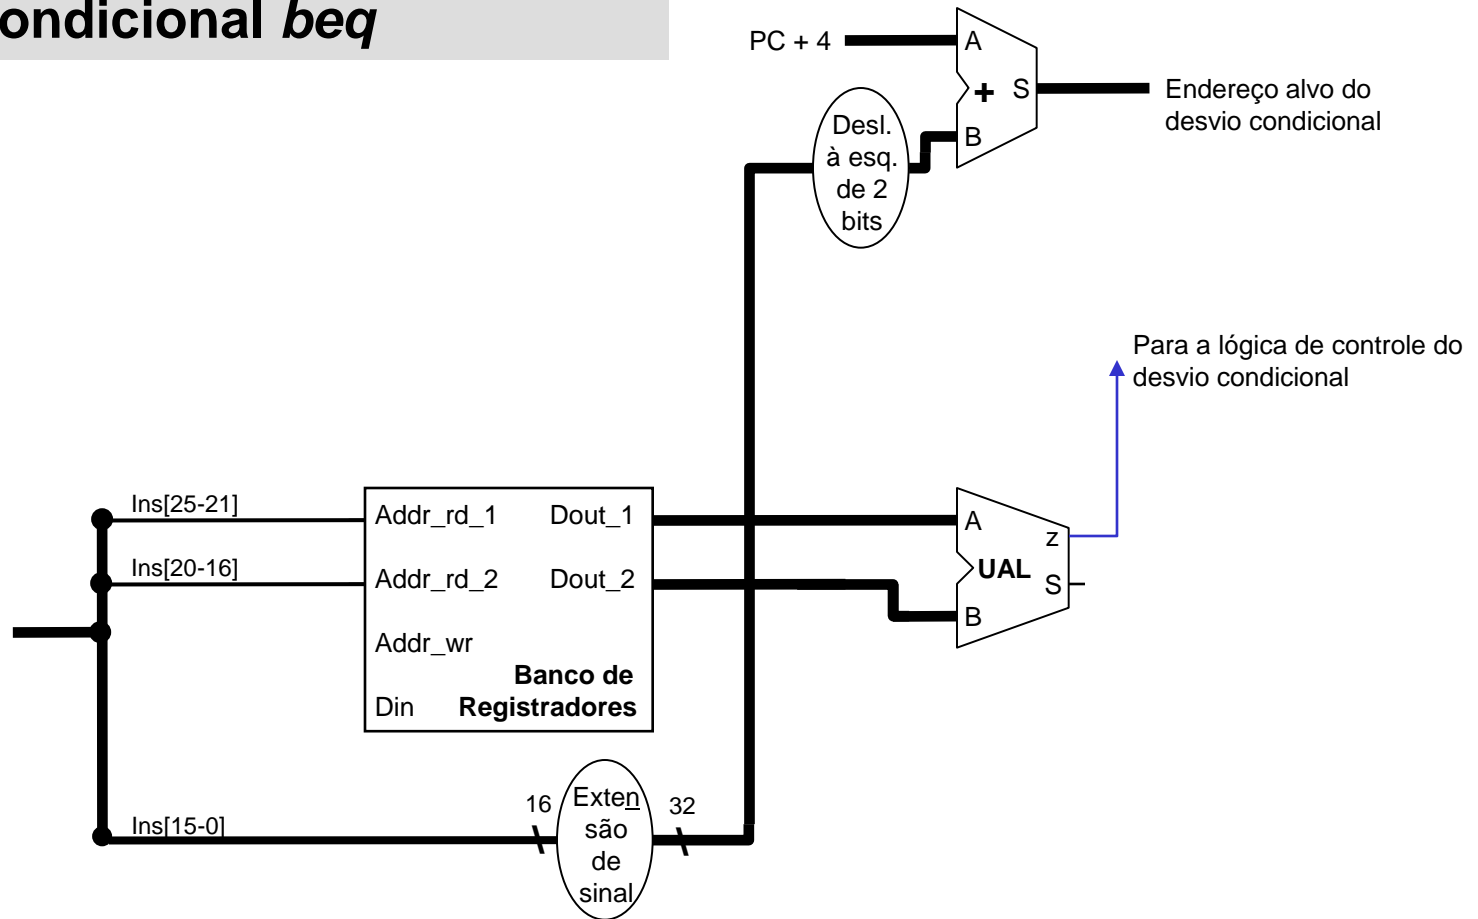 ondicional beq
PC + 4
A
+
S
B
Endereço alvo do
desvio condicional
Desl.
à esq.
de 2
bits
Para a lógica de controle do
desvio condicional
Ins[25-21]
Ins[20-16]
Addr_rd_1
Dout_1
Addr_rd_2
Dout_2
Addr_wr
Banco de
Din
Registradores
A
z
UAL
S
B
Ins[15-0]
16
Exten
são
de
sinal
32